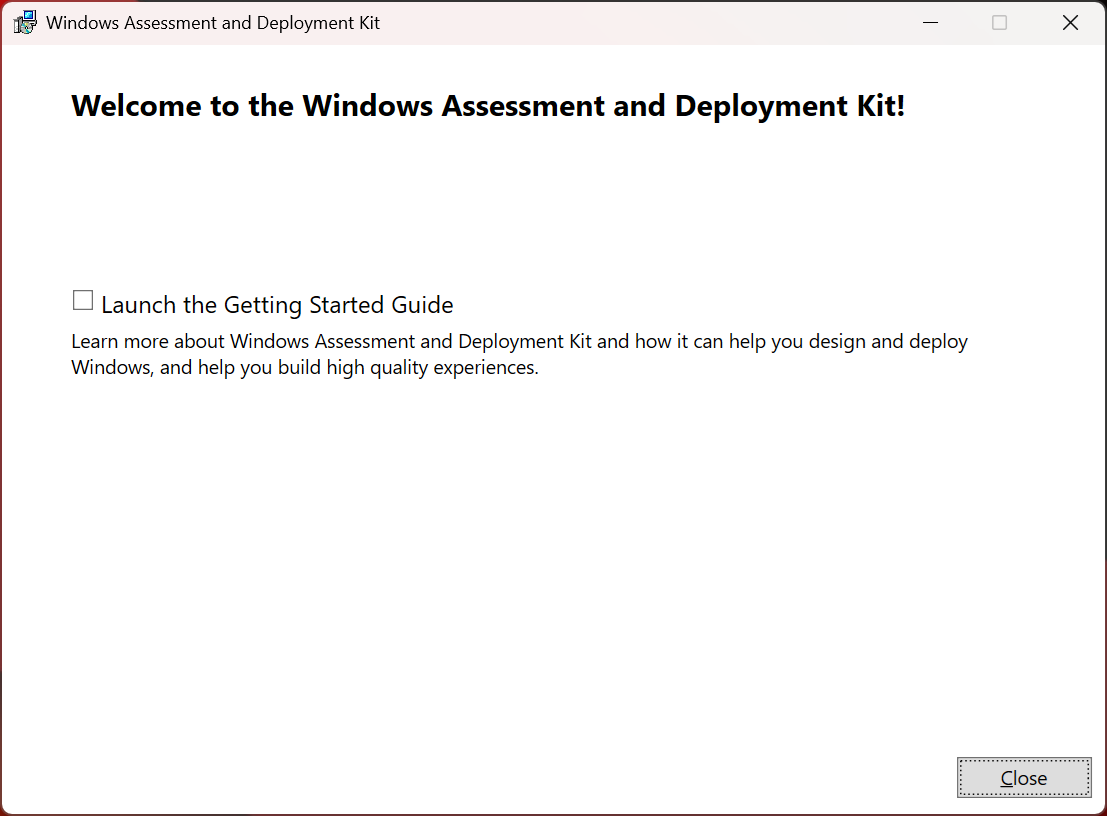 Windows Assessment and Deployment Kit
Welcome to the Windows Assessment and Deployment Kit!
Launch the Getting Started Guide
Learn more about Windows Assessment and Deployment Kit and how it can help you design and deploy
Windows, and help you build high quality experiences.
Close